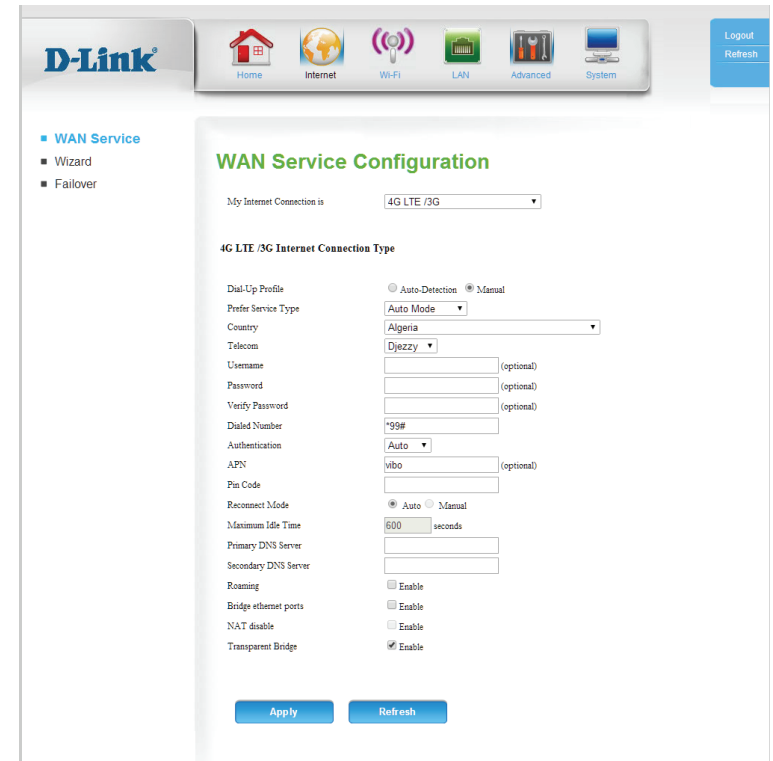 D-Link®
Home Internet Wi-Fi LAN Advanced System
Logout
Refresh
WAN Service
Wizard
Failover
WAN Service Configuration
My Internet Connection is 4G LTE /3G
4G LTE /3G Internet Connection Type
Dial-Up Profile Auto-Detection Manual
Prefer Service Type Auto Mode
Country Algeria
Telecom Djezzy
Username (optional)
Password (optional)
Verify Password (optional)
Dialed Number *99#
Authentication Auto
APN vibo (optional)
Pin Code
Reconnect Mode Auto Manual
Maximum Idle Time 600 seconds
Primary DNS Server
Secondary DNS Server
Roaming Enable
Bridge ethernet ports Enable
NAT disable Enable
Transparent Bridge Enable
Apply Refresh